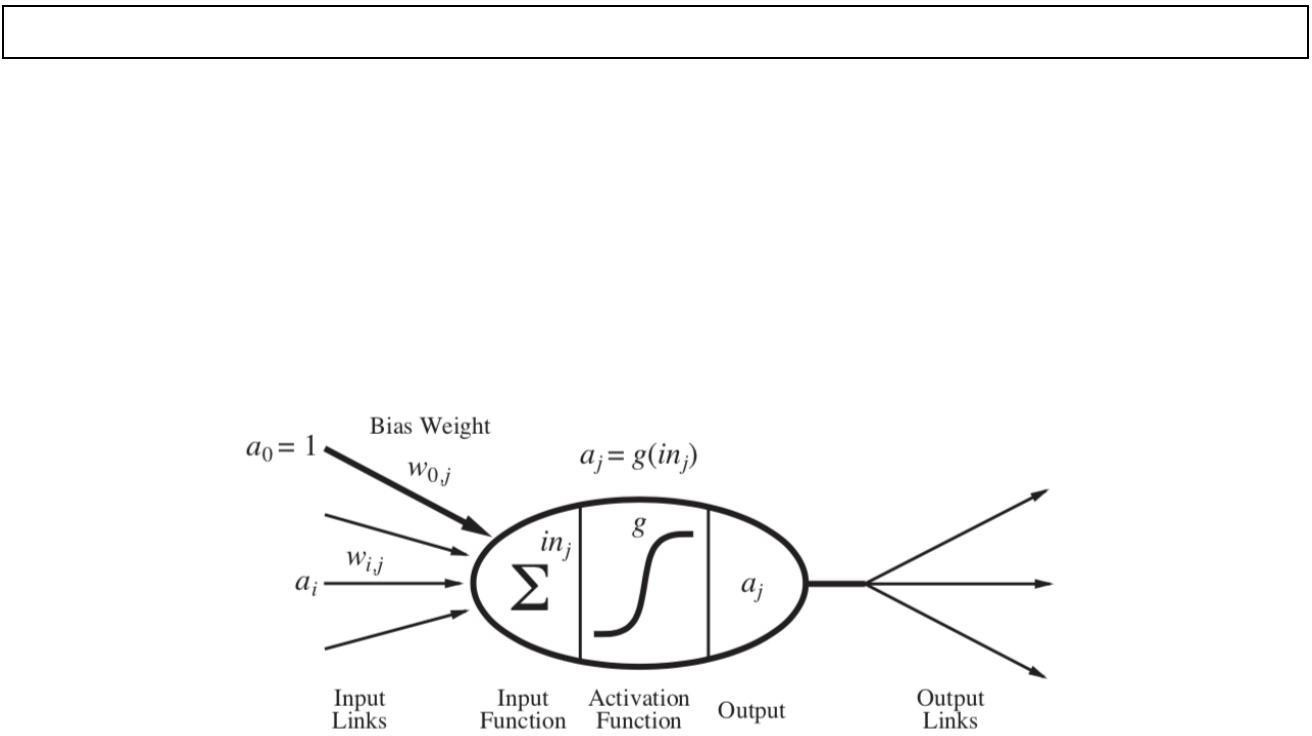 Bias Weight
a0 = 1
w0,j
aj = g(inj)
g
inj
wi,j
ai
Σ
aj
Input Links
Input Function
Activation Function
Output
Output Links